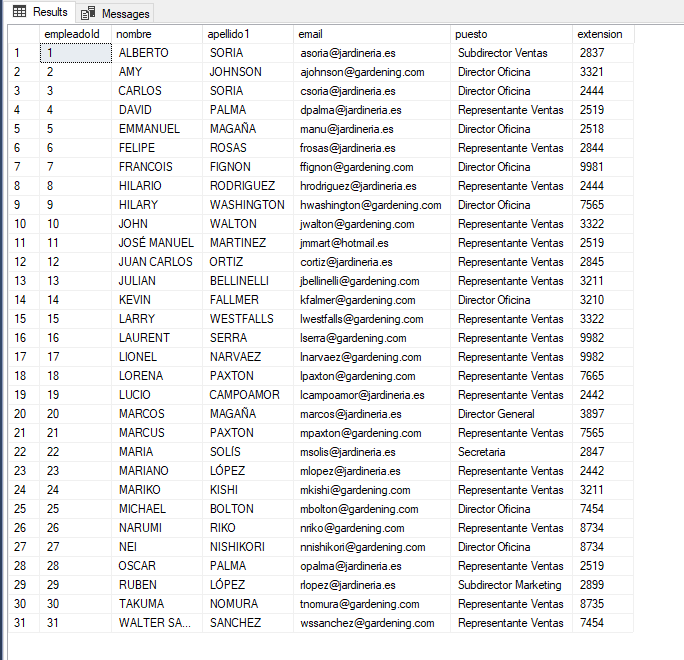 Results Messages
empleadoId nombre apellido1 email puesto extension
1 1 ALBERTO SORIA asoria@jardineria.es Subdirector Ventas 2837
2 2 AMY JOHNSON ajohnson@gardening.com Director Oficina 3321
3 3 CARLOS SORIA csoria@jardineria.es Director Oficina 2444
4 4 DAVID PALMA dpalma@jardineria.es Representante Ventas 2519
5 5 EMMANUEL MAGAÑA manu@jardineria.es Director Oficina 2518
6 6 FELIPE ROSAS frosas@jardineria.es Representante Ventas 2844
7 7 FRANCOIS FIGNON ffignon@gardening.com Director Oficina 9981
8 8 HILARIO RODRIGUEZ hrodriguez@jardineria.es Representante Ventas 2444
9 9 HILARY WASHINGTON hwashington@gardening.com Director Oficina 7565
10 10 JOHN WALTON jwalton@gardening.com Representante Ventas 3322
11 11 JOSÉ MANUEL MARTINEZ jmmart@hotmail.es Representante Ventas 2519
12 12 JUAN CARLOS ORTIZ cortiz@jardineria.es Representante Ventas 2845
13 13 JULIAN BELLINELLI jbellinelli@gardening.com Representante Ventas 3211
14 14 KEVIN FALLMER kfalmer@gardening.com Director Oficina 3210
15 15 LARRY WESTFALLS lwestfalls@gardening.com Representante Ventas 3322
16 16 LAURENT SERRA lserra@gardening.com Representante Ventas 9982
17 17 LIONEL NARVAEZ lnarvaez@gardening.com Representante Ventas 9982
18 18 LORENA PAXTON lpaxton@gardening.com Representante Ventas 7665
19 19 LUCIO CAMPOAMOR lcampoamor@jardineria.es Representante Ventas 2442
20 20 MARCOS MAGAÑA marcos@jardineria.es Director General 3897
21 21 MARCUS PAXTON mpaxton@gardening.com Representante Ventas 7565
22 22 MARIA SOLÍS msolis@jardineria.es Secretaria 2847
23 23 MARIANO LÓPEZ mlopez@jardineria.es Representante Ventas 2442
24 24 MARIKO KISHI mkishi@gardening.com Representante Ventas 3211
25 25 MICHAEL BOLTON mbolton@gardening.com Director Oficina 7454
26 26 NARUMI RIKO nriko@gardening.com Representante Ventas 8734
27 27 NEI NISHIKORI nnishikori@gardening.com Director Oficina 8734
28 28 OSCAR PALMA opalma@jardineria.es Representante Ventas 2519
29 29 RUBEN LÓPEZ rlopez@jardineria.es Subdirector Marketing 2899
30 30 TAKUMA NOMURA tnomura@gardening.com Representante Ventas 8735
31 31 WALTER SA... SANCHEZ wssanchez@gardening.com Representante Ventas 7454